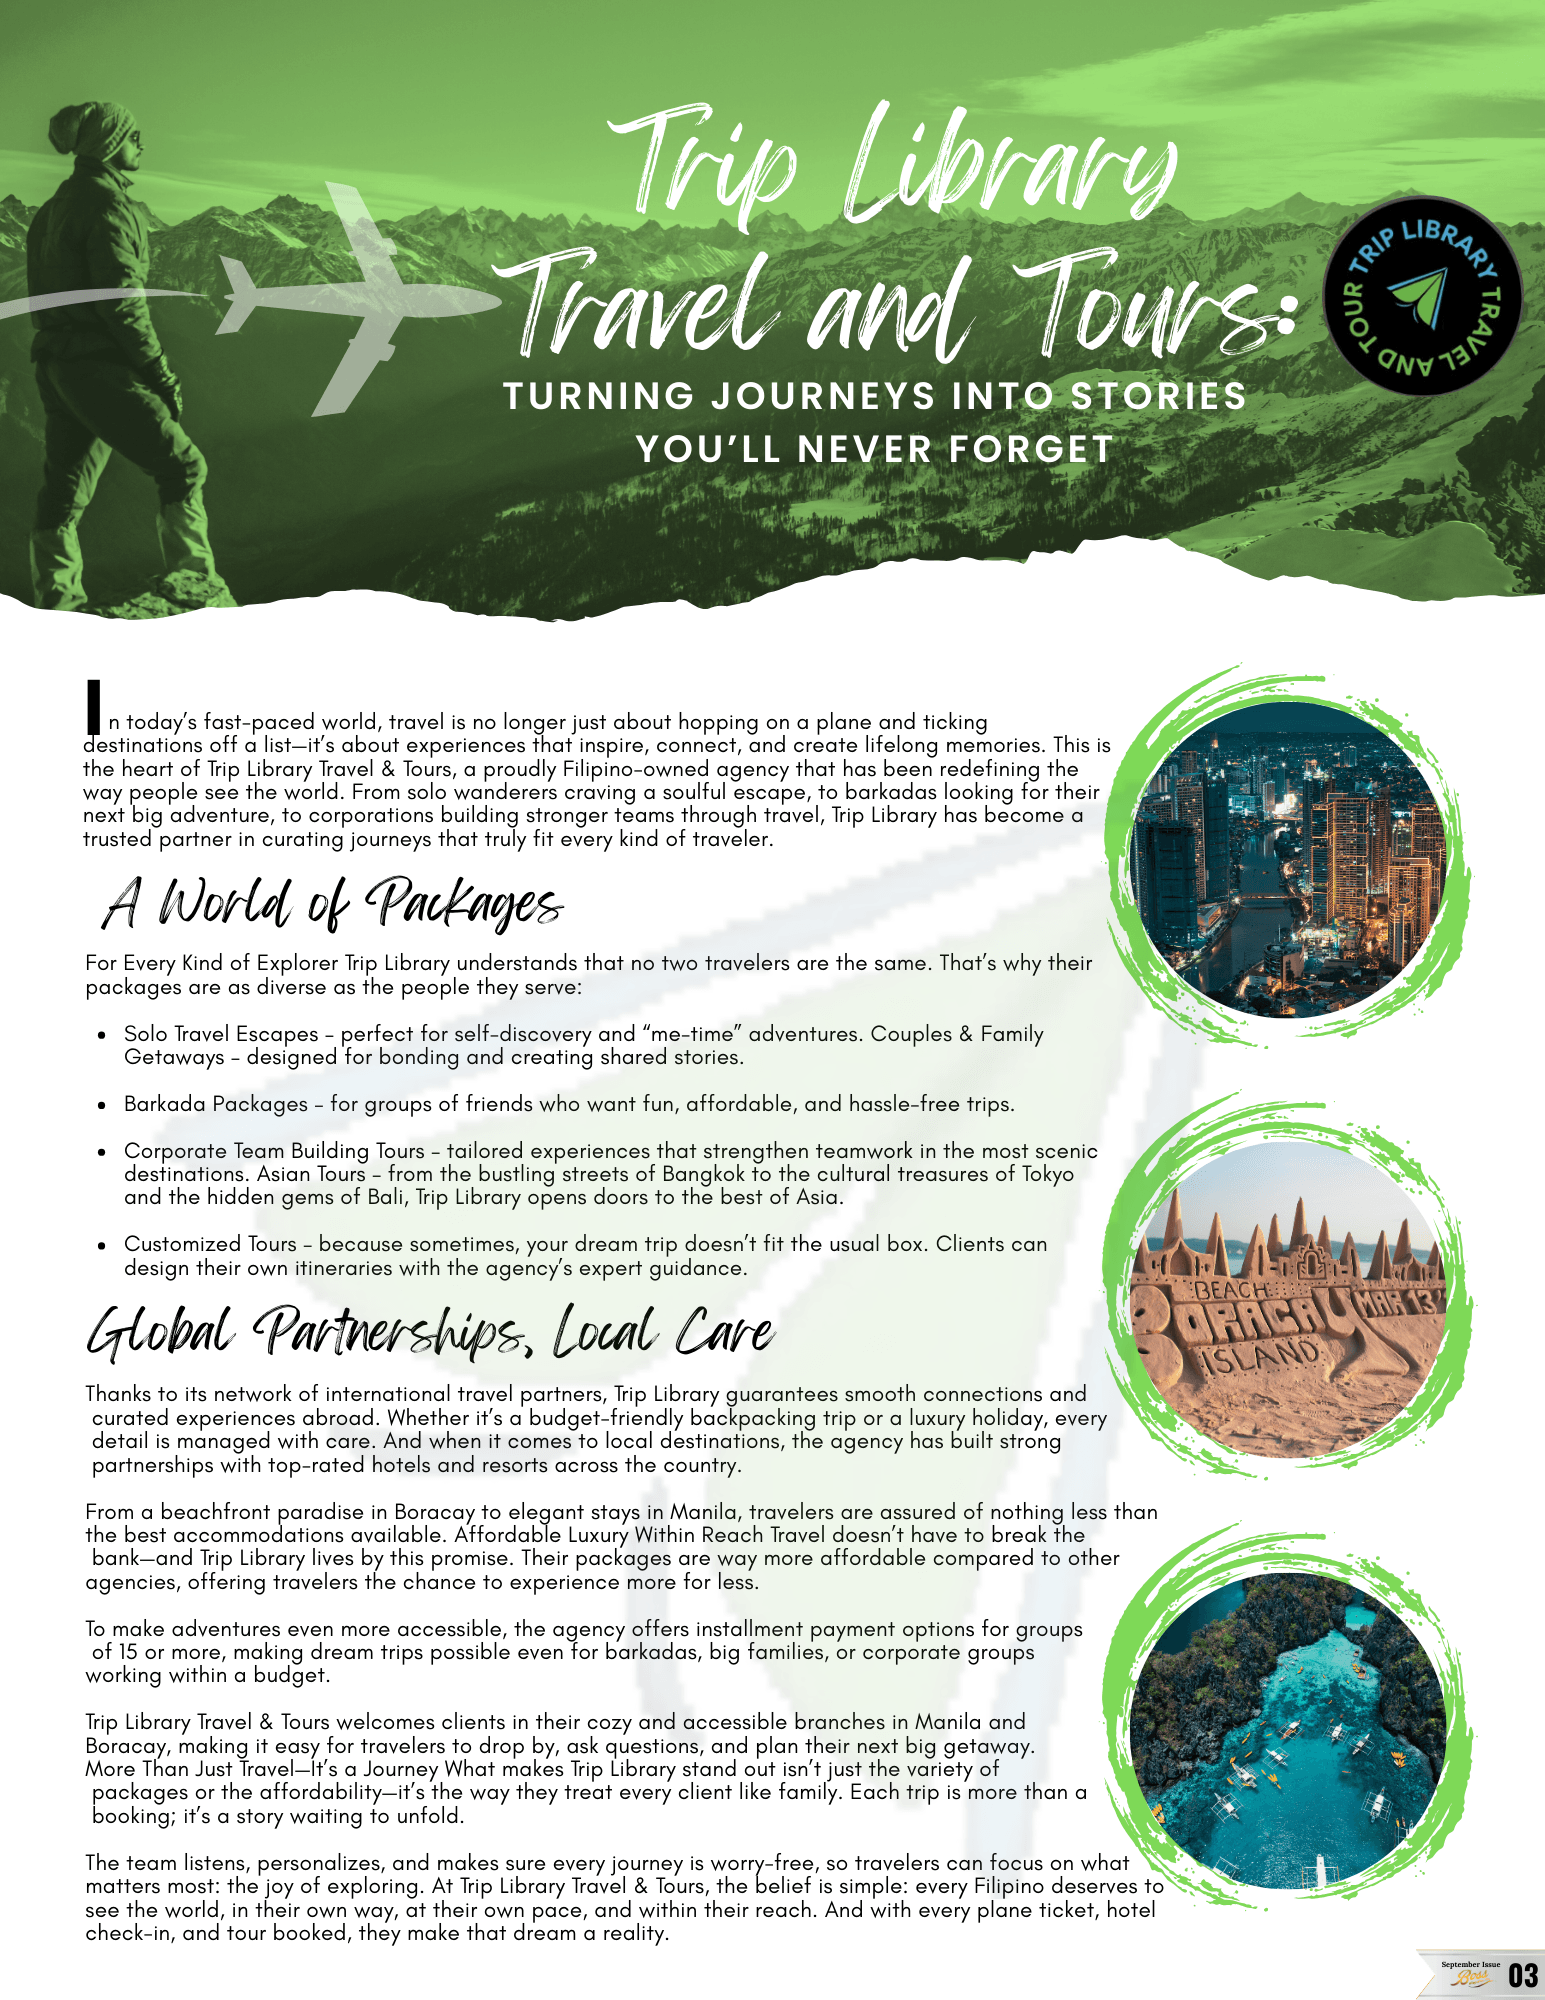 Trip Library
Travel and Tours:
TURNING JOURNEYS INTO STORIES
YOU'LL NEVER FORGET
TRIP LIBRARY TRAVEL AND TOUR
In today's fast-paced world, travel is no longer just about hopping on a plane and ticking
destinations off a list—it's about experiences that inspire, connect, and create lifelong memories. This is
the heart of Trip Library Travel & Tours, a proudly Filipino-owned agency that has been redefining the
way people see the world. From solo wanderers craving a soulful escape, to barkadas looking for their
next big adventure, to corporations building stronger teams through travel, Trip Library has become a
trusted partner in curating journeys that truly fit every kind of traveler.
A World of Packages
For Every Kind of Explorer Trip Library understands that no two travelers are the same. That's why their
packages are as diverse as the people they serve:
• Solo Travel Escapes – perfect for self-discovery and “me-time” adventures. Couples & Family
Getaways – designed for bonding and creating shared stories.
• Barkada Packages – for groups of friends who want fun, affordable, and hassle-free trips.
• Corporate Team Building Tours – tailored experiences that strengthen teamwork in the most scenic
destinations. Asian Tours – from the bustling streets of Bangkok to the cultural treasures of Tokyo
and the hidden gems of Bali, Trip Library opens doors to the best of Asia.
• Customized Tours – because sometimes, your dream trip doesn't fit the usual box. Clients can
design their own itineraries with the agency's expert guidance.
BEACH
BORACAY MAR 13
ISLAND
Global Partnerships, Local Care
Thanks to its network of international travel partners, Trip Library guarantees smooth connections and
curated experiences abroad. Whether it's a budget-friendly backpacking trip or a luxury holiday, every
detail is managed with care. And when it comes to local destinations, the agency has built strong
partnerships with top-rated hotels and resorts across the country.
From a beachfront paradise in Boracay to elegant stays in Manila, travelers are assured of nothing less than
the best accommodations available. Affordable Luxury Within Reach Travel doesn't have to break the
bank—and Trip Library lives by this promise. Their packages are way more affordable compared to other
agencies, offering travelers the chance to experience more for less.
To make adventures even more accessible, the agency offers installment payment options for groups
of 15 or more, making dream trips possible even for barkadas, big families, or corporate groups
working within a budget.
Trip Library Travel & Tours welcomes clients in their cozy and accessible branches in Manila and
Boracay, making it easy for travelers to drop by, ask questions, and plan their next big getaway.
More Than Just Travel—It's a Journey What makes Trip Library stand out isn't just the variety of
packages or the affordability—it's the way they treat every client like family. Each trip is more than a
booking; it's a story waiting to unfold.
The team listens, personalizes, and makes sure every journey is worry-free, so travelers can focus on what
matters most: the joy of exploring. At Trip Library Travel & Tours, the belief is simple: every Filipino deserves to
see the world, in their own way, at their own pace, and within their reach. And with every plane ticket, hotel
check-in, and tour booked, they make that dream a reality.
September Issue
Boss
03